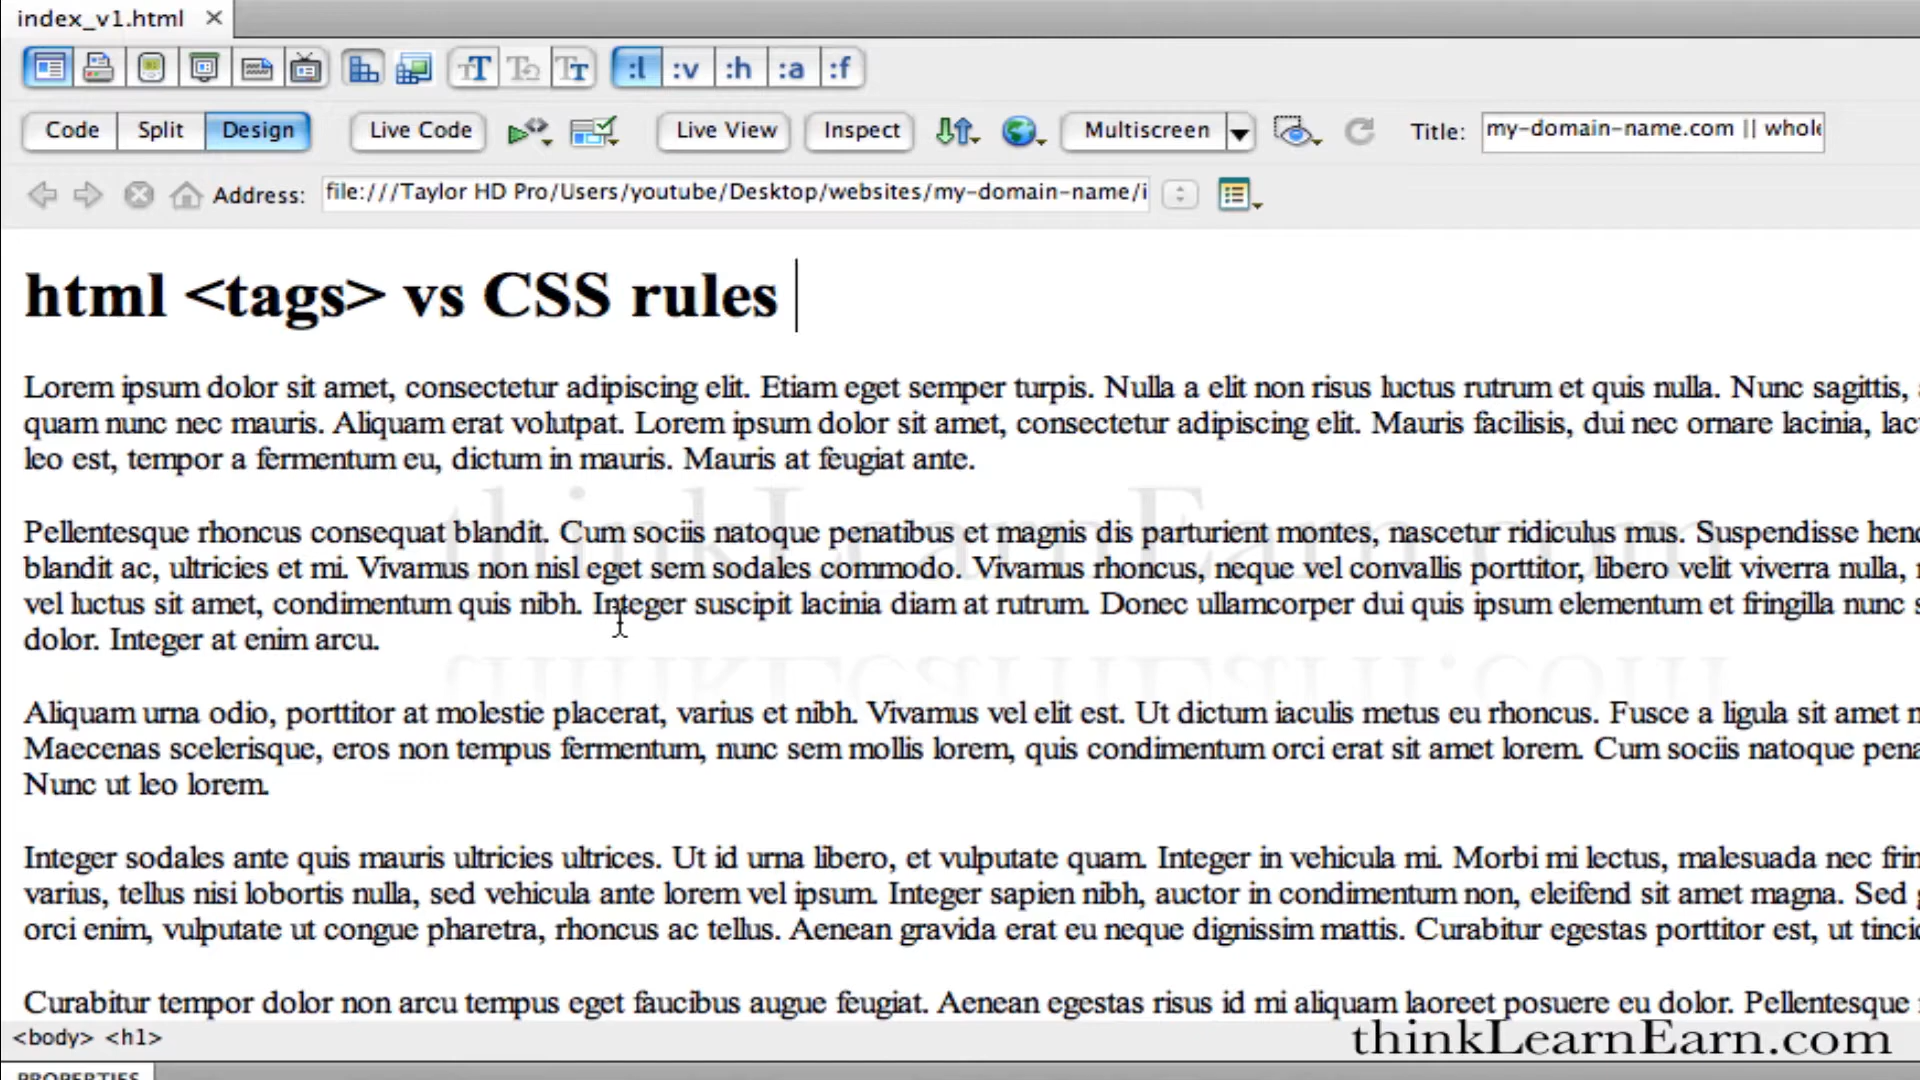 index_v1.html
:l :v :h :a :f
Code Split Design Live Code Live View Inspect Multiscreen Title: my-domain-name.com || whole
Address: file:///Taylor HD Pro/Users/youtube/Desktop/websites/my-domain-name/i
html <tags> vs CSS rules
Lorem ipsum dolor sit amet, consectetur adipiscing elit. Etiam eget semper turpis. Nulla a elit non risus luctus rutrum et quis nulla. Nunc sagittis,
quam nunc nec mauris. Aliquam erat volutpat. Lorem ipsum dolor sit amet, consectetur adipiscing elit. Mauris facilisis, dui nec ornare lacinia,
leo est, tempor a fermentum eu, dictum in mauris. Mauris at feugiat ante.
thinkLearnEarn.com
Pellentesque rhoncus consequat blandit. Cum sociis natoque penatibus et magnis dis parturient montes, nascetur ridiculus mus. Suspendisse
blandit ac, ultricies et mi. Vivamus non nisl eget sem sodales commodo. Vivamus rhoncus, neque vel convallis porttitor, libero velit viverra nulla,
vel luctus sit amet, condimentum quis nibh. Integer suscipit lacinia diam at rutrum. Donec ullamcorper dui quis ipsum elementum et fringilla nunc
dolor. Integer at enim arcu.
Aliquam urna odio, porttitor at molestie placerat, varius et nibh. Vivamus vel elit est. Ut dictum iaculis metus eu rhoncus. Fusce a ligula sit amet
Maecenas scelerisque, eros non tempus fermentum, nunc sem mollis lorem, quis condimentum orci erat sit amet lorem. Cum sociis natoque
Nunc ut leo lorem.
Integer sodales ante quis mauris ultricies ultrices. Ut id urna libero, et vulputate quam. Integer in vehicula mi. Morbi mi lectus, malesuada nec
varius, tellus nisi lobortis nulla, sed vehicula ante lorem vel ipsum. Integer sapien nibh, auctor in condimentum non, eleifend sit amet magna. Sed
orci enim, vulputate ut congue pharetra, rhoncus ac tellus. Aenean gravida erat eu neque dignissim mattis. Curabitur egestas porttitor est, ut
Curabitur tempor dolor non arcu tempus eget faucibus augue feugiat. Aenean egestas risus id mi aliquam laoreet posuere eu dolor. Pellentesque
<body> <h1>
thinkLearnEarn.com
PROPERTIES